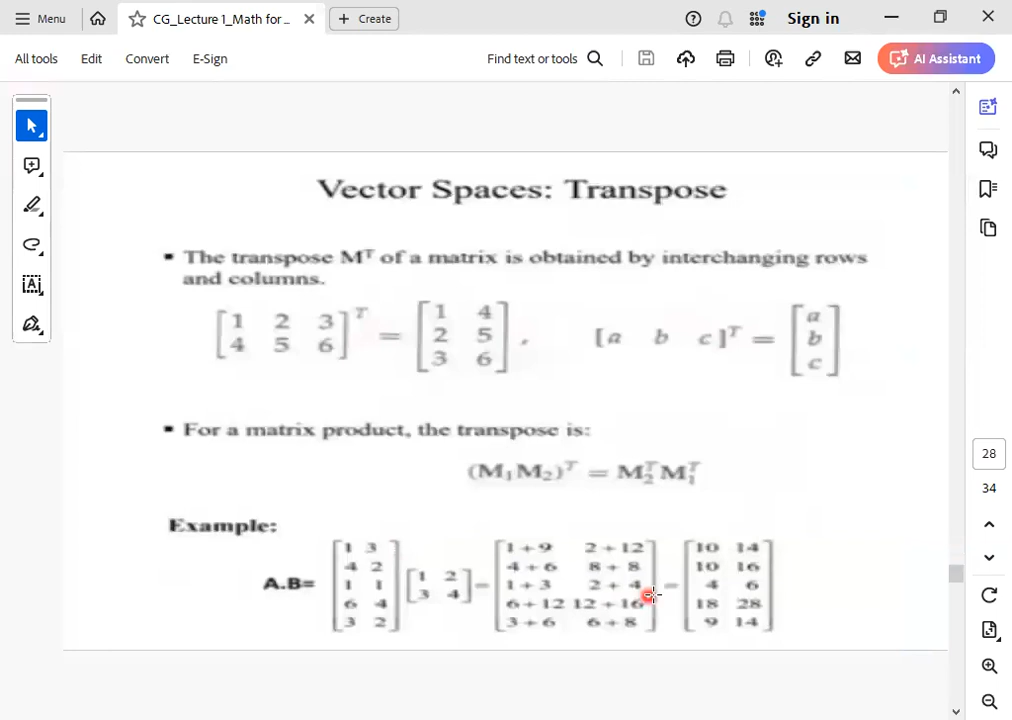 Menu CG_Lecture 1_Math for ... Create Sign in
All tools Edit Convert E-Sign Find text or tools AI Assistant
Vector Spaces: Transpose
▪ The transpose Mᵀ of a matrix is obtained by interchanging rows
and columns.
[1 2 3; 4 5 6]ᵀ = [1 4; 2 5; 3 6], [a b c]ᵀ = [a; b; c]
▪ For a matrix product, the transpose is:
(M₁M₂)ᵀ = M₂ᵀM₁ᵀ
Example:
A.B= [1 3; 4 2; 1 1; 6 4; 3 2] [1 2; 3 4] = [1+9 2+12; 4+6 8+8; 1+3 2+4; 6+12 12+16; 3+6 6+8] = [10 14; 10 16; 4 6; 18 28; 9 14]
28
34